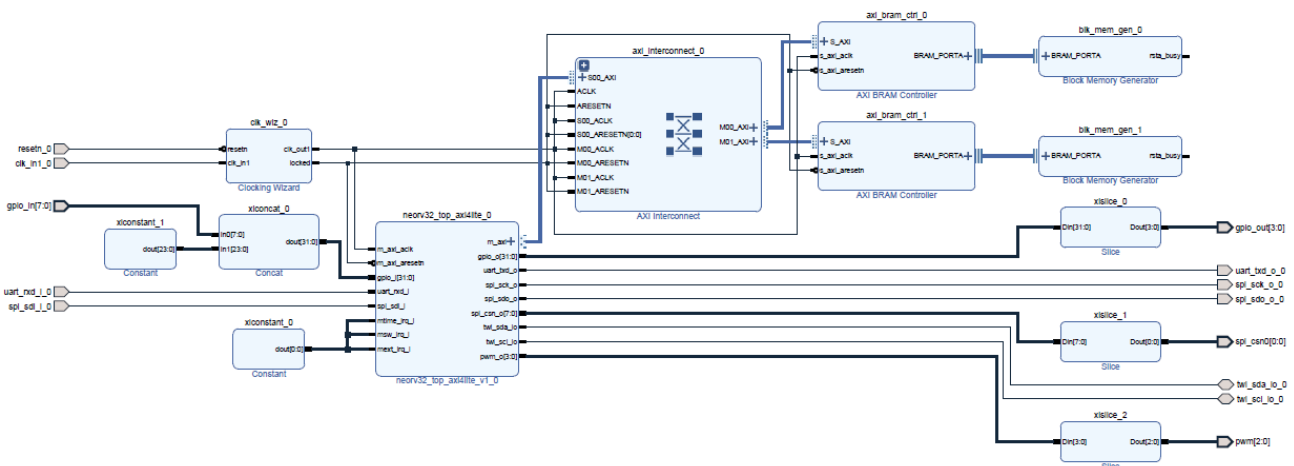 axi_bram_ctrl_0
S_AXI
s_axi_aclk
s_axi_aresetn
BRAM_PORTA
AXI BRAM Controller
blk_mem_gen_0
BRAM_PORTA
rsta_busy
Block Memory Generator
axi_interconnect_0
S00_AXI
ACLK
ARESETN
S00_ACLK
S00_ARESETN[0:0]
M00_ACLK
M00_ARESETN
M01_ACLK
M01_ARESETN
M00_AXI
M01_AXI
AXI Interconnect
axi_bram_ctrl_1
S_AXI
s_axi_aclk
s_axi_aresetn
BRAM_PORTA
AXI BRAM Controller
blk_mem_gen_1
BRAM_PORTA
rsta_busy
Block Memory Generator
resetn_0
clk_in1_0
clk_wiz_0
resetn
clk_in1
clk_out1
locked
Clocking Wizard
gpio_in[7:0]
xlconstant_1
dout[23:0]
Constant
xlconcat_0
In0[7:0]
In1[23:0]
dout[31:0]
Concat
uart_rxd_i_0
spi_sdi_i_0
xlconstant_0
dout[0:0]
Constant
neorv32_top_axi4lite_0
m_axi_aclk
m_axi_aresetn
gpio_i[31:0]
uart_rxd_i
spi_sdi_i
mtime_irq_i
msw_irq_i
mext_irq_i
m_axi
gpio_o[31:0]
uart_txd_o
spi_sck_o
spi_sdo_o
spi_csn_o[7:0]
twi_sda_io
twi_scl_io
pwm_o[3:0]
neorv32_top_axi4lite_v1_0
xlslice_0
Din[31:0]
Dout[3:0]
Slice
gpio_out[3:0]
uart_txd_o_0
spi_sck_o_0
spi_sdo_o_0
xlslice_1
Din[7:0]
Dout[0:0]
Slice
spi_csn0[0:0]
twi_sda_io_0
twi_scl_io_0
xlslice_2
Din[3:0]
Dout[2:0]
Slice
pwm[2:0]